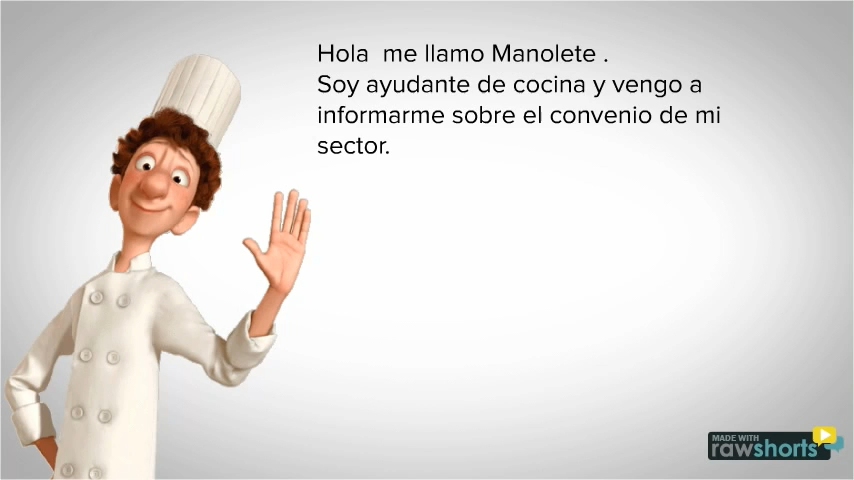 Hola  me llamo Manolete .
Soy ayudante de cocina y vengo a
informarme sobre el convenio de mi
sector.
MADE WITH
rawshorts